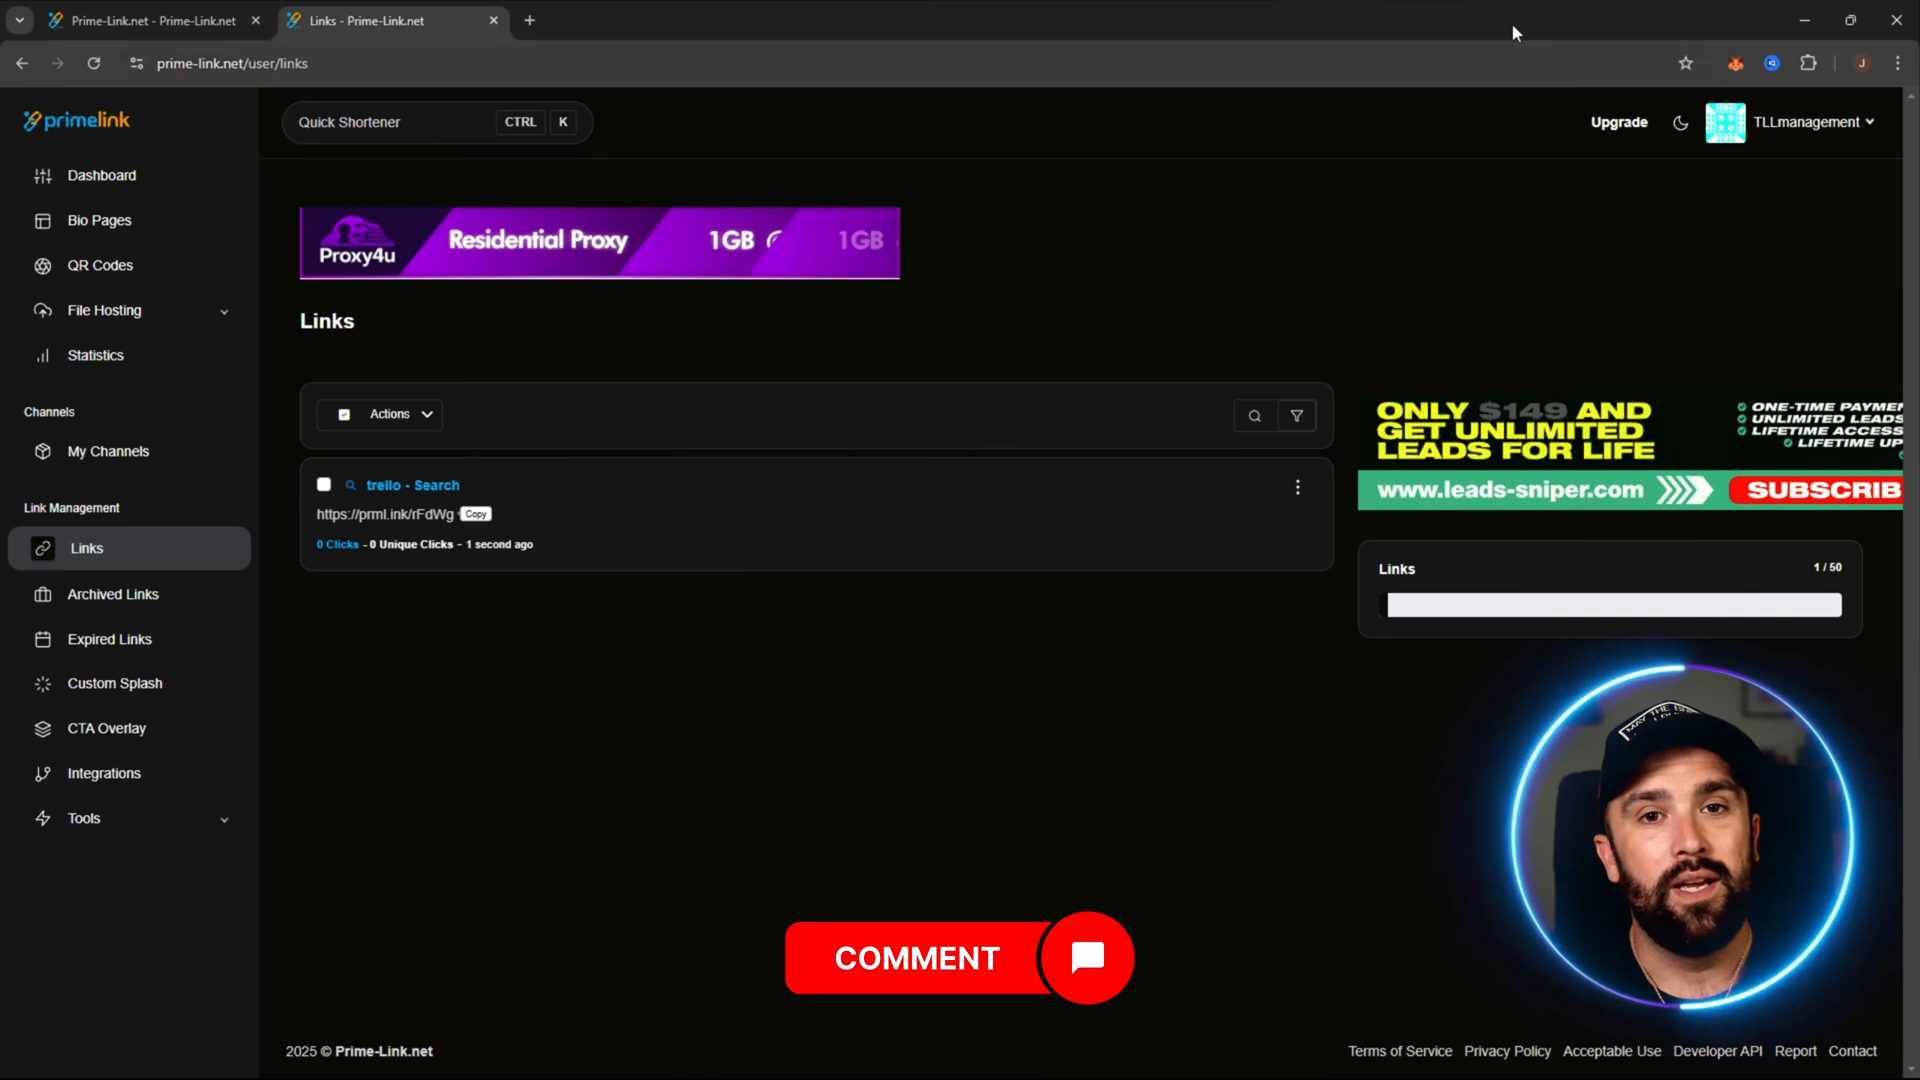 Prime-Link.net - Prime-Link.net
Links - Prime-Link.net
prime-link.net/user/links
J
primelink
Quick Shortener
CTRL
K
Upgrade
TLLmanagement
Dashboard
Bio Pages
QR Codes
File Hosting
Statistics
Channels
My Channels
Link Management
Links
Archived Links
Expired Links
Custom Splash
CTA Overlay
Integrations
Tools
Proxy4u
Residential Proxy
1GB
1GB
Links
Actions
trello - Search
https://prml.ink/rFdWg
Copy
0 Clicks - 0 Unique Clicks - 1 second ago
ONLY $149 AND
GET UNLIMITED
LEADS FOR LIFE
ONE-TIME PAYMEN
UNLIMITED LEADS
LIFETIME ACCESS
LIFETIME UP
www.leads-sniper.com
SUBSCRIB
Links
1 / 50
COMMENT
2025 © Prime-Link.net
Terms of Service
Privacy Policy
Acceptable Use
Developer API
Report
Contact